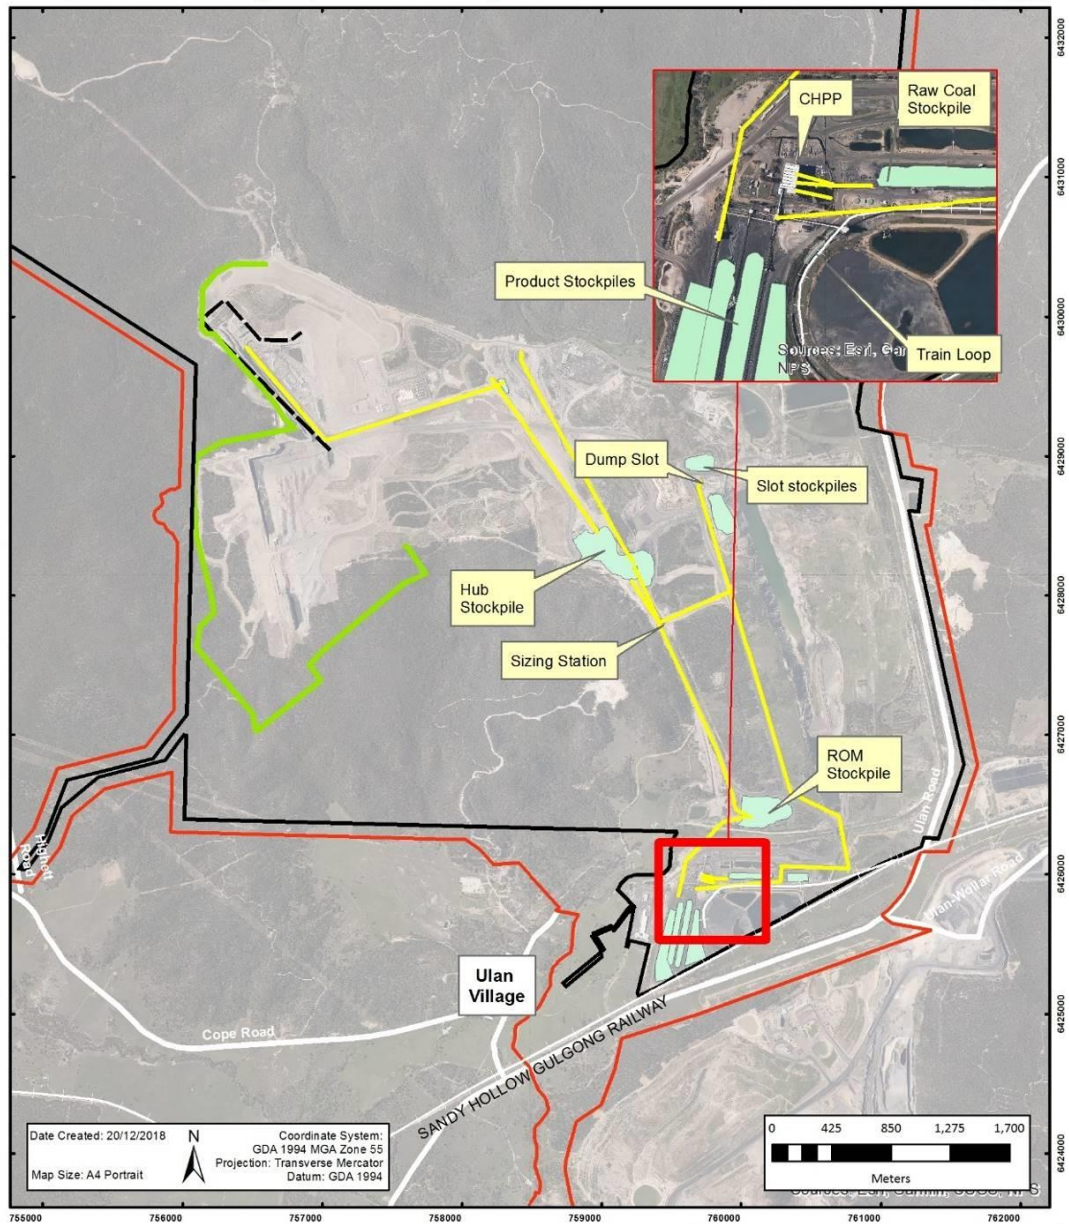 6432000
CHPP
Raw Coal
Stockpile
6431000
Product Stockpiles
6430000
Sources: Esri, Gar
NPS
Train Loop
6429000
Dump Slot
Slot stockpiles
Hub
Stockpile
6428000
Sizing Station
6427000
ROM
Stockpile
Ulan Road
Highett
Road
6426000
Ulan-Wollar Road
Ulan
Village
6425000
Cope Road
SANDY HOLLOW GULGONG RAILWAY
6424000
Date Created: 20/12/2018
Map Size: A4 Portrait
N
Coordinate System:
GDA 1994 MGA Zone 55
Projection: Transverse Mercator
Datum: GDA 1994
0 425 850 1,275 1,700
Meters
755000 756000 757000 758000 759000 760000 761000 762000